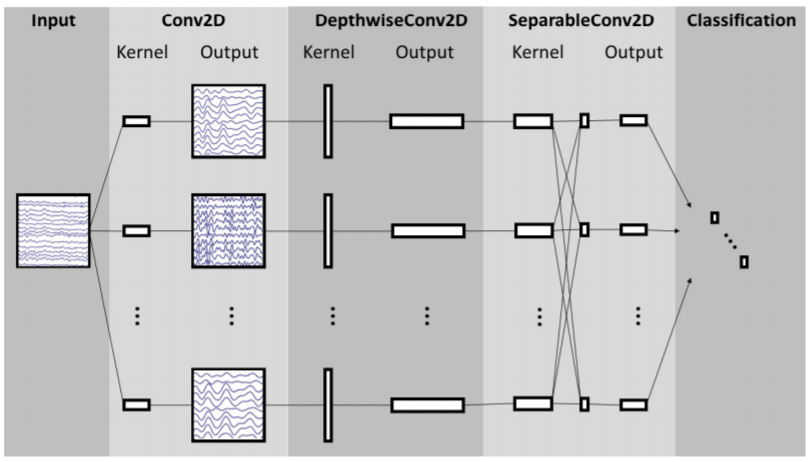 Input Conv2D DepthwiseConv2D SeparableConv2D Classification
Kernel Output Kernel Output Kernel Output